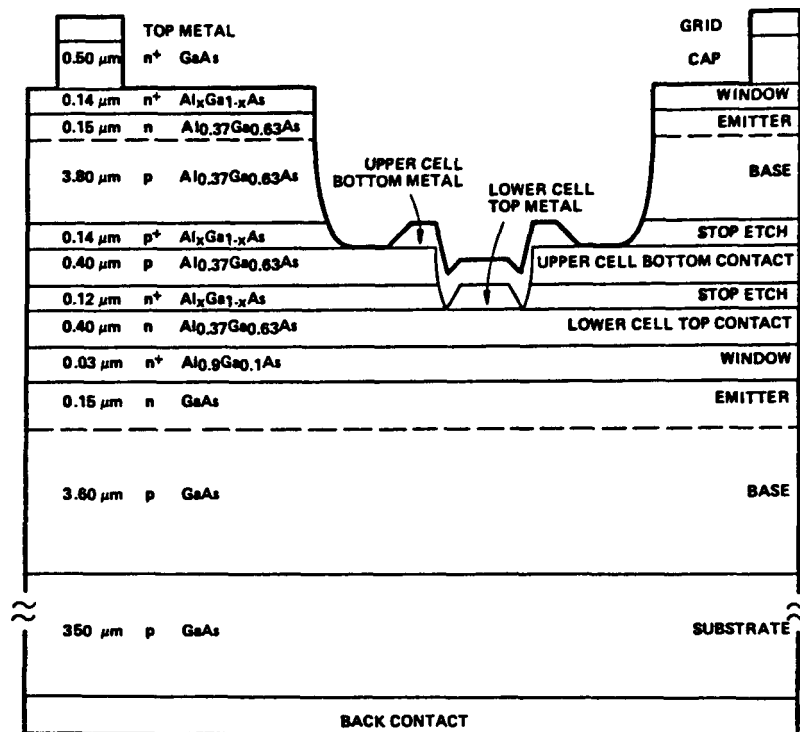 TOP METAL GRID
0.50 μm n+ GaAs CAP
0.14 μm n+ AlxGa1-xAs WINDOW
0.15 μm n Al0.37Ga0.63As EMITTER
3.80 μm p Al0.37Ga0.63As BASE
UPPER CELL
BOTTOM METAL
LOWER CELL
TOP METAL
0.14 μm p+ AlxGa1-xAs STOP ETCH
0.40 μm p Al0.37Ga0.63As UPPER CELL BOTTOM CONTACT
0.12 μm n+ AlxGa1-xAs STOP ETCH
0.40 μm n Al0.37Ga0.63As LOWER CELL TOP CONTACT
0.03 μm n+ Al0.9Ga0.1As WINDOW
0.15 μm n GaAs EMITTER
3.60 μm p GaAs BASE
350 μm p GaAs SUBSTRATE
BACK CONTACT